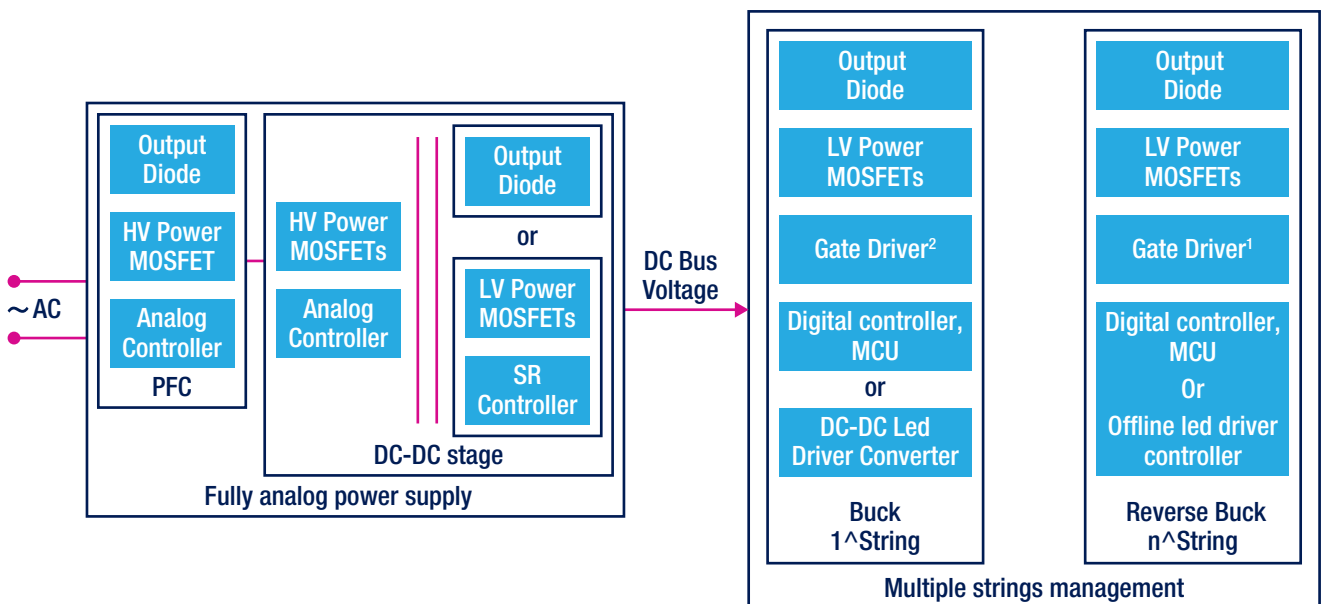 ~ AC
Output
Diode
HV Power
MOSFET
Analog
Controller
PFC
HV Power
MOSFETs
Analog
Controller
Output
Diode
or
LV Power
MOSFETs
SR
Controller
DC-DC stage
Fully analog power supply
DC Bus
Voltage
Output
Diode
LV Power
MOSFETs
Gate Driver²
Digital controller,
MCU
or
DC-DC Led
Driver Converter
Buck
1^String
Output
Diode
LV Power
MOSFETs
Gate Driver¹
Digital controller,
MCU
Or
Offline led driver
controller
Reverse Buck
n^String
Multiple strings management